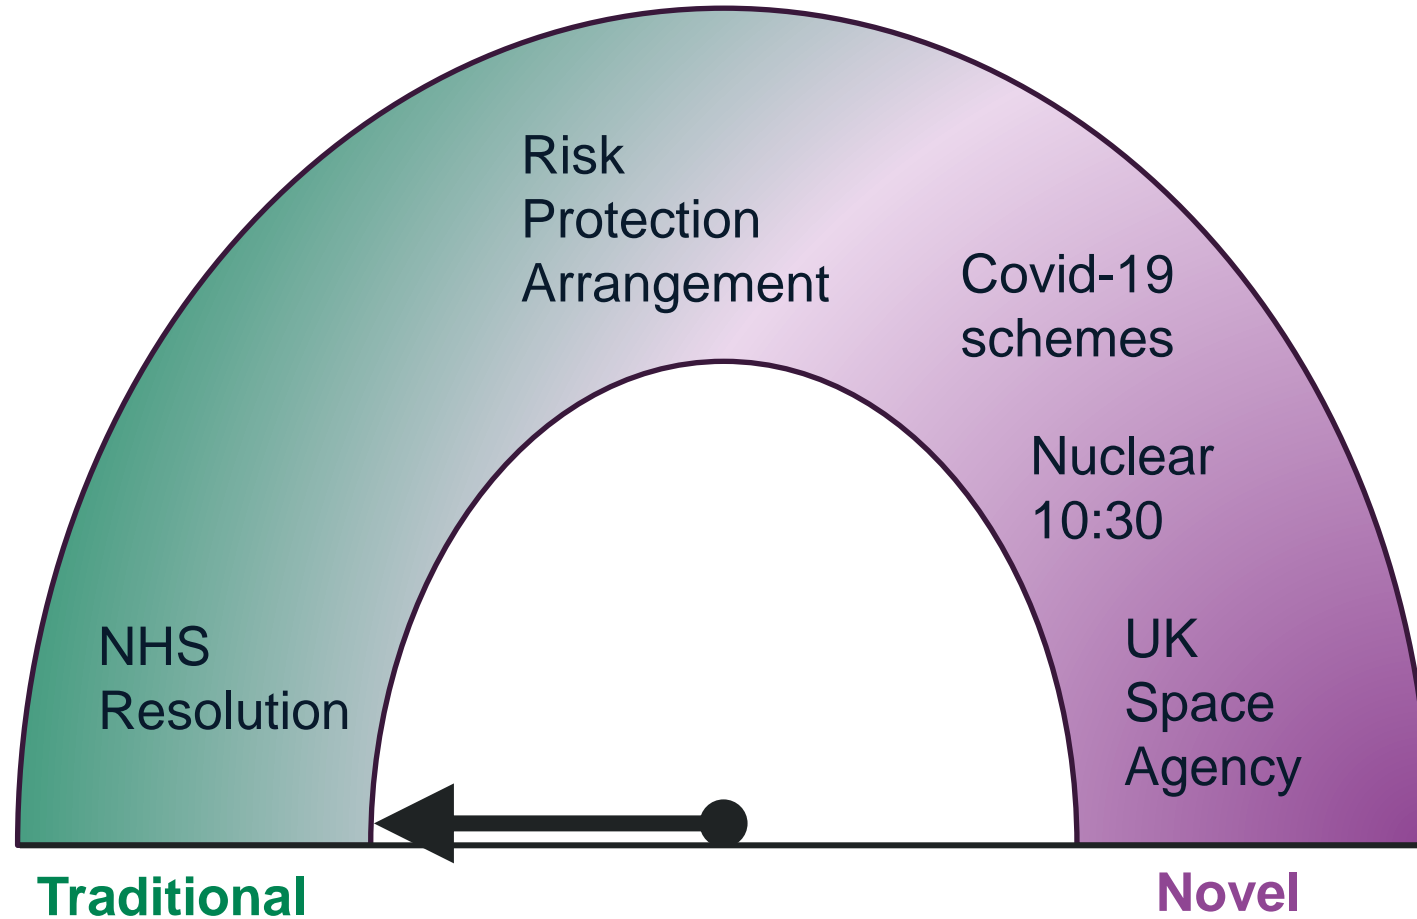 Risk
Protection
Arrangement
Covid-19
schemes
Nuclear
10:30
NHS
Resolution
UK
Space
Agency
Traditional
Novel